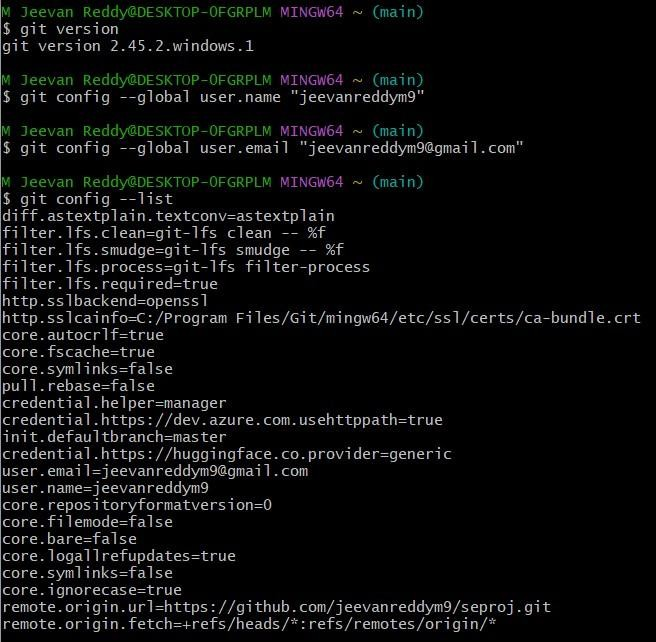 M Jeevan Reddy@DESKTOP-OFGRPLM MINGW64 ~ (main)
$ git version
git version 2.45.2.windows.1
M Jeevan Reddy@DESKTOP-OFGRPLM MINGW64 ~ (main)
$ git config --global user.name "jeevanreddym9"
M Jeevan Reddy@DESKTOP-OFGRPLM MINGW64 ~ (main)
$ git config --global user.email "jeevanreddym9@gmail.com"
M Jeevan Reddy@DESKTOP-OFGRPLM MINGW64 ~ (main)
$ git config --list
diff.astextplain.textconv=astextplain
filter.lfs.clean=git-lfs clean -- %f
filter.lfs.smudge=git-lfs smudge -- %f
filter.lfs.process=git-lfs filter-process
filter.lfs.required=true
http.sslbackend=openssl
http.sslcainfo=C:/Program Files/Git/mingw64/etc/ssl/certs/ca-bundle.crt
core.autocrlf=true
core.fscache=true
core.symlinks=false
pull.rebase=false
credential.helper=manager
credential.https://dev.azure.com.usehttppath=true
init.defaultbranch=master
credential.https://huggingface.co.provider=generic
user.email=jeevanreddym9@gmail.com
user.name=jeevanreddym9
core.repositoryformatversion=0
core.filemode=false
core.bare=false
core.logallrefupdates=true
core.symlinks=false
core.ignorecase=true
remote.origin.url=https://github.com/jeevanreddym9/seproj.git
remote.origin.fetch=+refs/heads/*:refs/remotes/origin/*